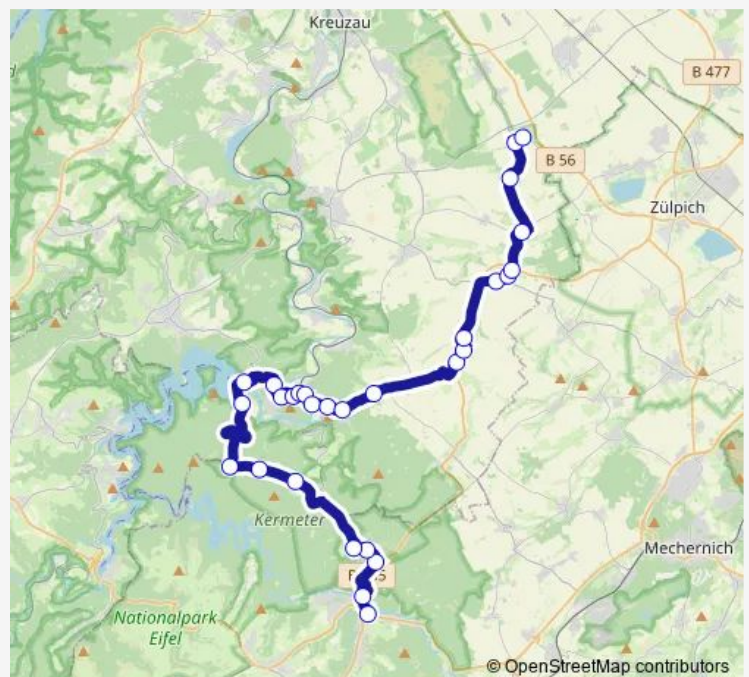 Kreuzau
B 477
B 56
Zülpich
Kermeter
Mechernich
Nationalpark
Eifel
© OpenStreetMap contributors